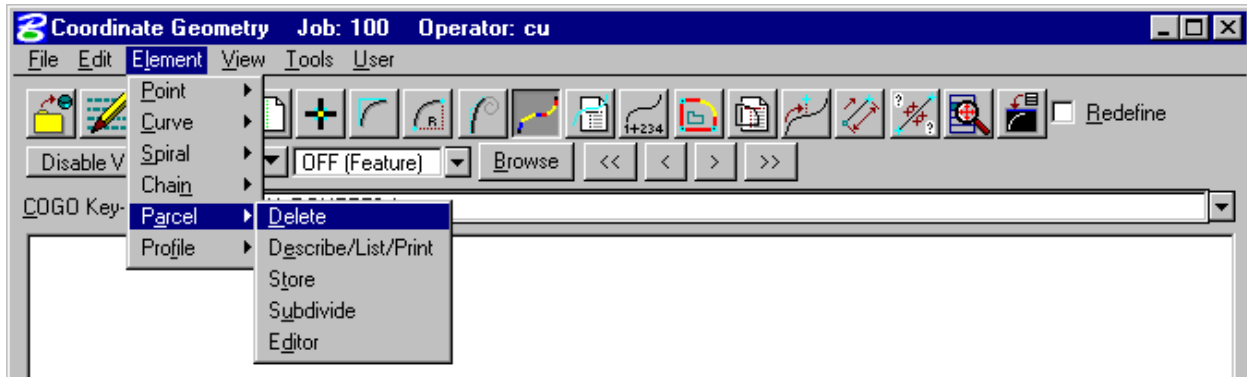 Coordinate Geometry Job: 100 Operator: cu
File Edit Element View Tools User
Point
Curve
Spiral
Chain
Parcel
Profile
R
1+234
?
?
Redefine
Disable V
OFF (Feature)
Browse
<<
<
>
>>
COGO Key-
Delete
Describe/List/Print
Store
Subdivide
Editor